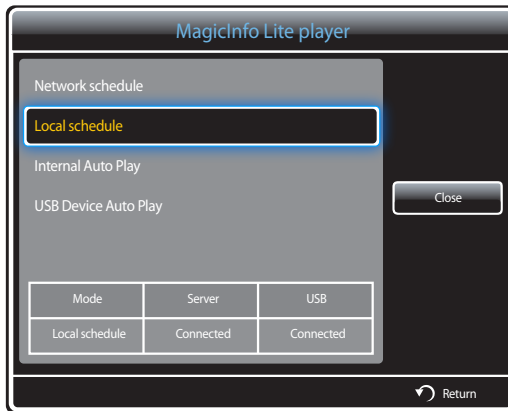 MagicInfo Lite player
Network schedule
Local schedule
Internal Auto Play
USB Device Auto Play
Close
Mode Server USB
Local schedule Connected Connected
Return